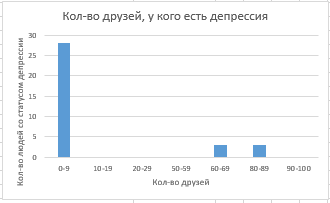 Кол-во друзей, у кого есть депрессия
Кол-во людей со статусом депрессии
30
25
20
15
10
5
0
0-9 10-19 20-29 50-59 60-69 80-89 90-100
Кол-во друзей